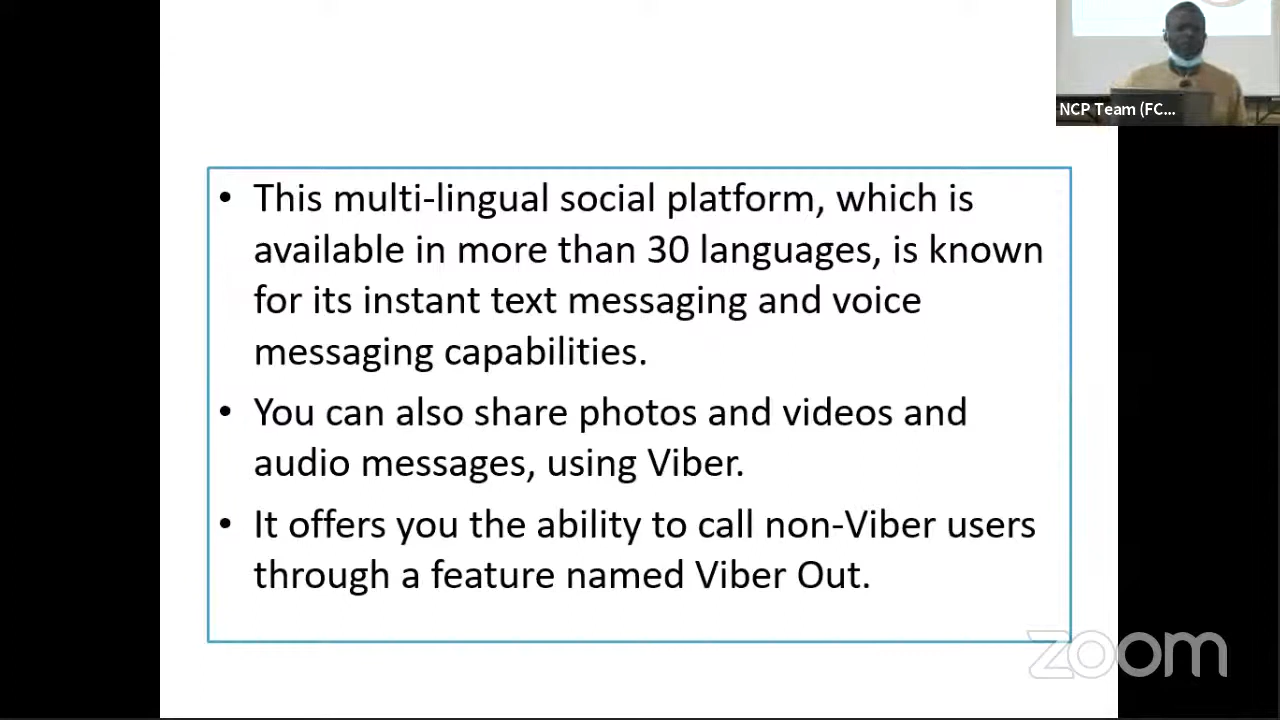 NCP Team (FC...
• This multi-lingual social platform, which is
available in more than 30 languages, is known
for its instant text messaging and voice
messaging capabilities.
• You can also share photos and videos and
audio messages, using Viber.
• It offers you the ability to call non-Viber users
through a feature named Viber Out.
zoom